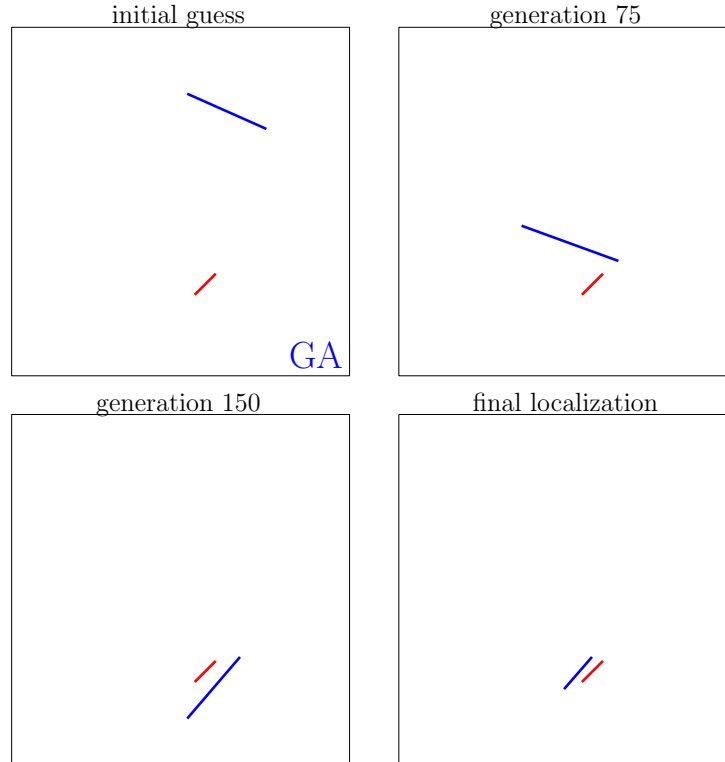 initial guess
generation 75
GA
generation 150
final localization